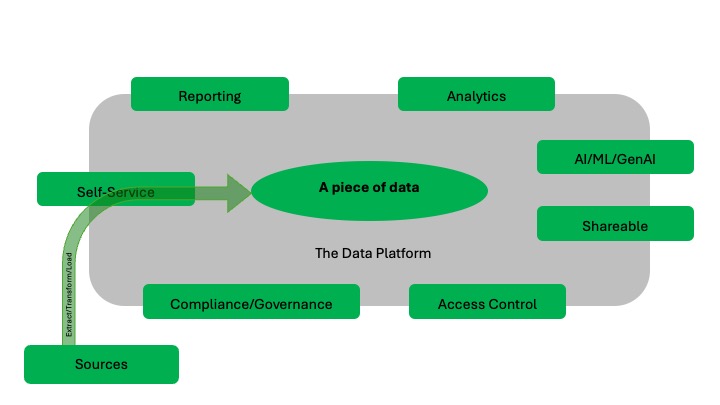 Reporting
Analytics
AI/ML/GenAI
Self-Service
A piece of data
Shareable
The Data Platform
Extract/Transform/Load
Compliance/Governance
Access Control
Sources